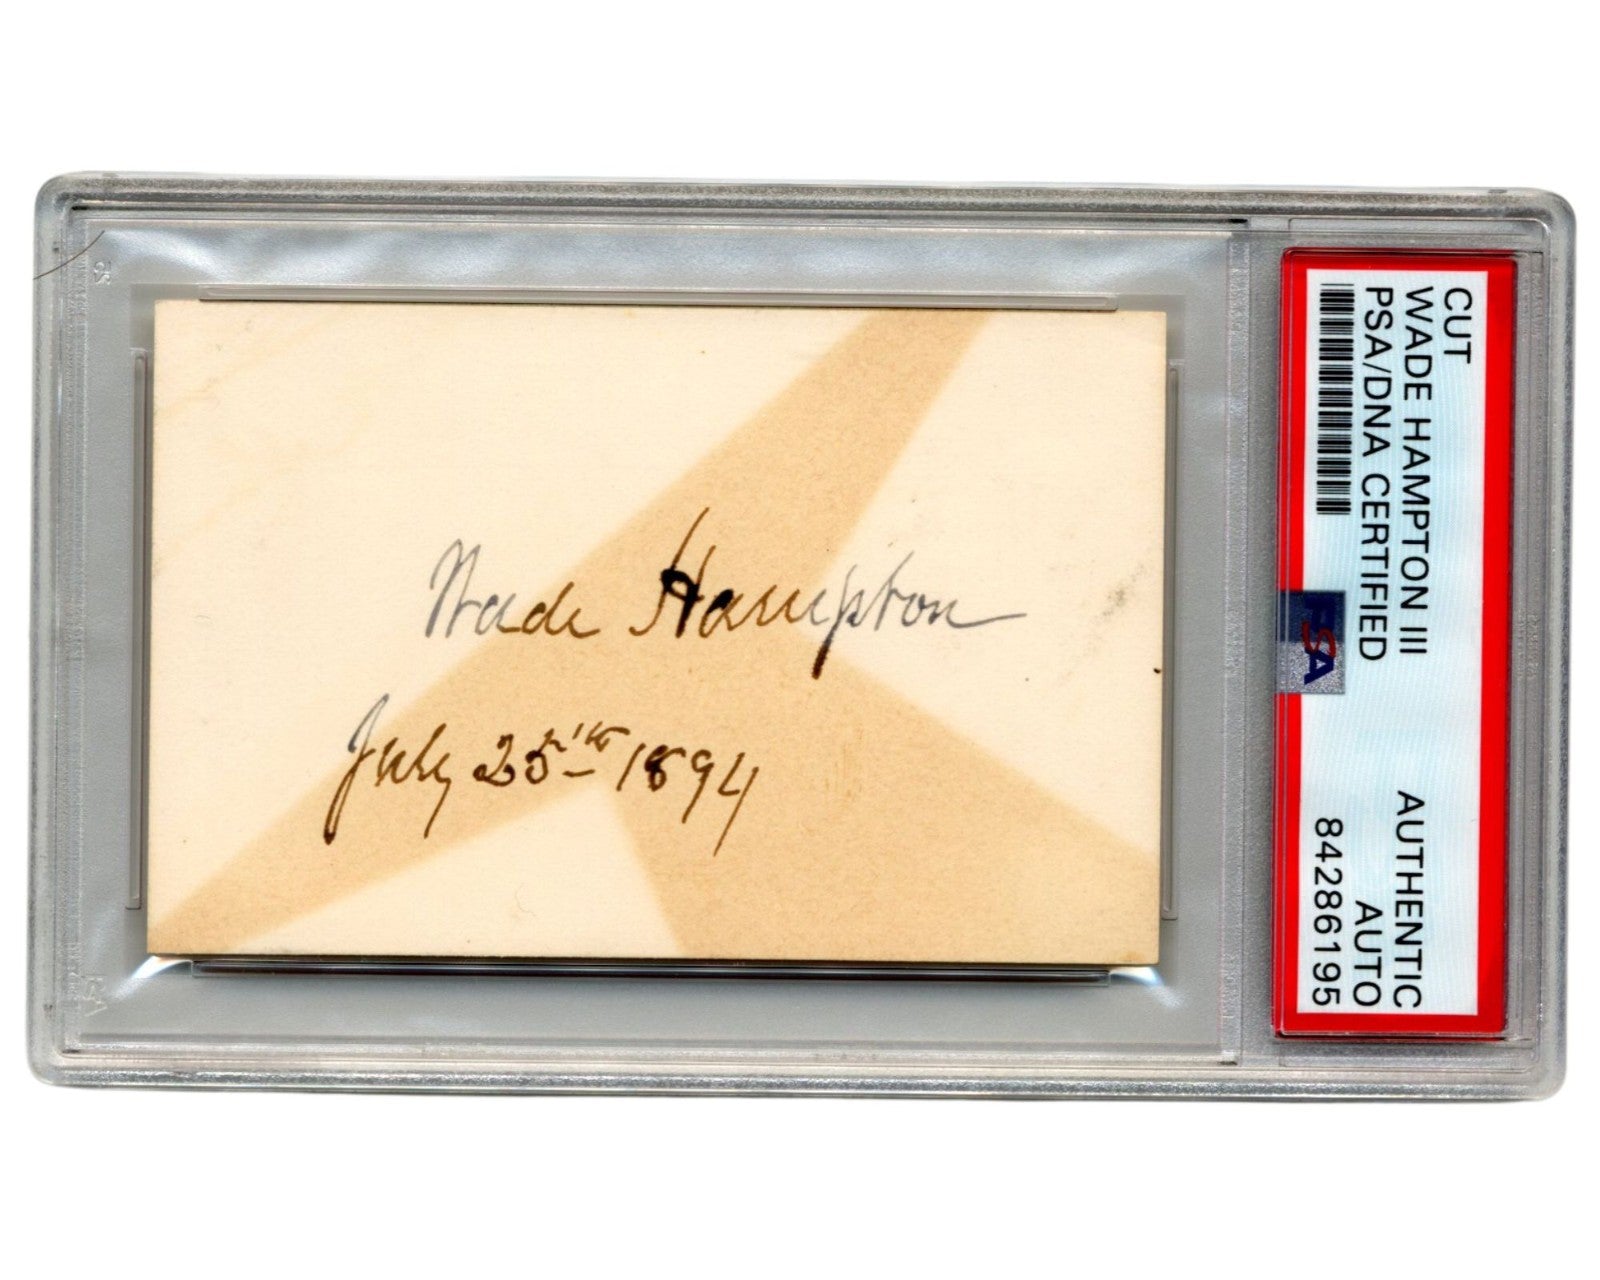 Wade Hampton
July 25th 1894
CUT
WADE HAMPTON III
PSA/DNA CERTIFIED
AUTHENTIC
AUTO
84286195
PSA